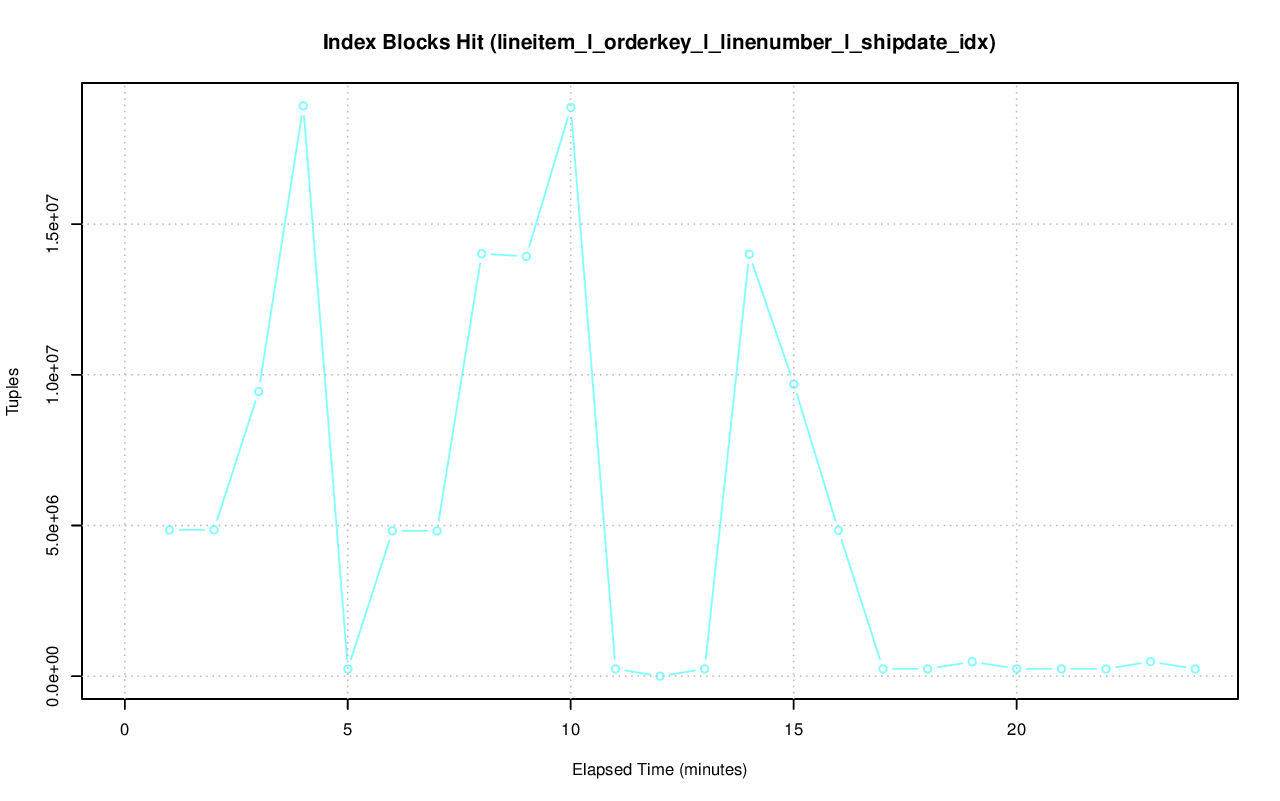 Index Blocks Hit (lineitem_l_orderkey_l_linenumber_l_shipdate_idx)
1.5e+07
1.0e+07
5.0e+06
0.0e+00
Tuples
0 5 10 15 20
Elapsed Time (minutes)